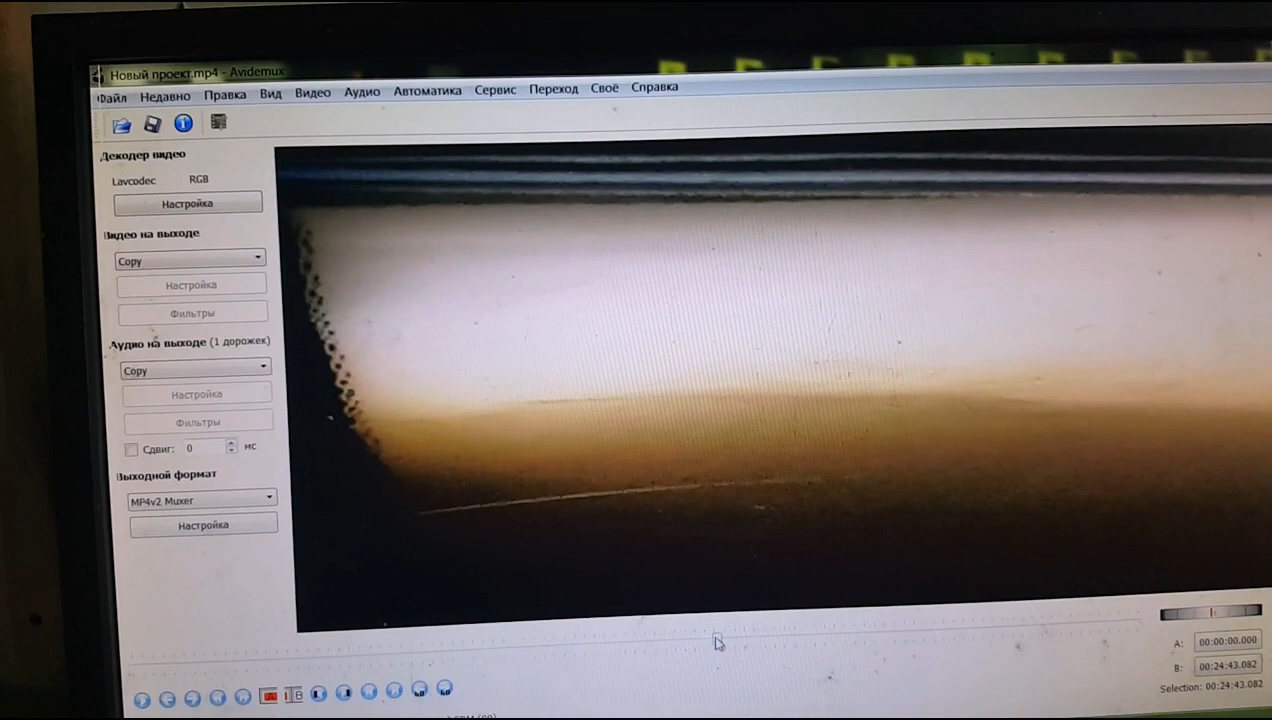 Новый проект.mp4 - Avidemux
Файл Недавно Правка Вид Видео Аудио Автоматика Сервис Переход Своё Справка
Декодер видео
Lavcodec RGB
Настройка
Видео на выходе
Copy
Настройка
Фильтры
Аудио на выходе (1 дорожек)
Copy
Настройка
Фильтры
Сдвиг: 0 мс
Выходной формат
MP4v2 Muxer
Настройка
A: 00:00:00.000
B: 00:24:43.082
Selection: 00:24:43.082
A B